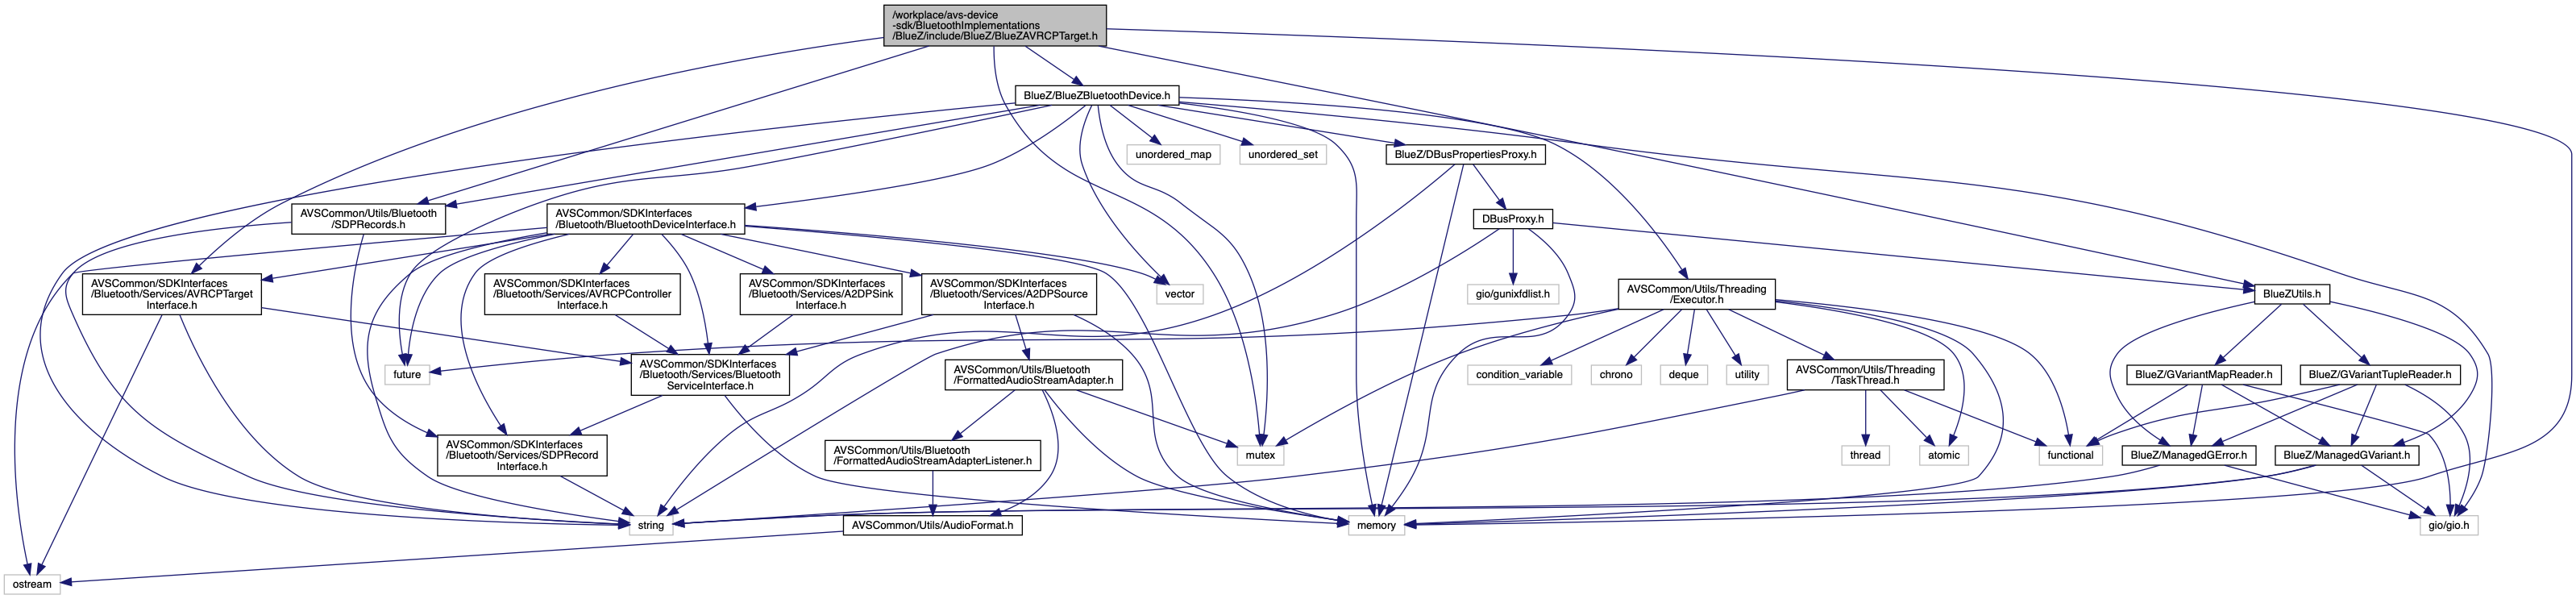 /workplace/avs-device
-sdk/BluetoothImplementations
/BlueZ/include/BlueZ/BlueZAVRCPTarget.h
BlueZ/BlueZBluetoothDevice.h
unordered_map
unordered_set
BlueZ/DBusPropertiesProxy.h
AVSCommon/Utils/Bluetooth
/SDPRecords.h
AVSCommon/SDKInterfaces
/Bluetooth/BluetoothDeviceInterface.h
DBusProxy.h
AVSCommon/SDKInterfaces
/Bluetooth/Services/AVRCPTarget
Interface.h
AVSCommon/SDKInterfaces
/Bluetooth/Services/AVRCPController
Interface.h
AVSCommon/SDKInterfaces
/Bluetooth/Services/A2DPSink
Interface.h
AVSCommon/SDKInterfaces
/Bluetooth/Services/A2DPSource
Interface.h
vector
gio/gunixfdlist.h
AVSCommon/Utils/Threading
/Executor.h
BlueZUtils.h
future
AVSCommon/SDKInterfaces
/Bluetooth/Services/Bluetooth
ServiceInterface.h
AVSCommon/Utils/Bluetooth
/FormattedAudioStreamAdapter.h
condition_variable
chrono
deque
utility
AVSCommon/Utils/Threading
/TaskThread.h
BlueZ/GVariantMapReader.h
BlueZ/GVariantTupleReader.h
AVSCommon/SDKInterfaces
/Bluetooth/Services/SDPRecord
Interface.h
AVSCommon/Utils/Bluetooth
/FormattedAudioStreamAdapterListener.h
mutex
thread
atomic
functional
BlueZ/ManagedGError.h
BlueZ/ManagedGVariant.h
string
AVSCommon/Utils/AudioFormat.h
memory
gio/gio.h
ostream